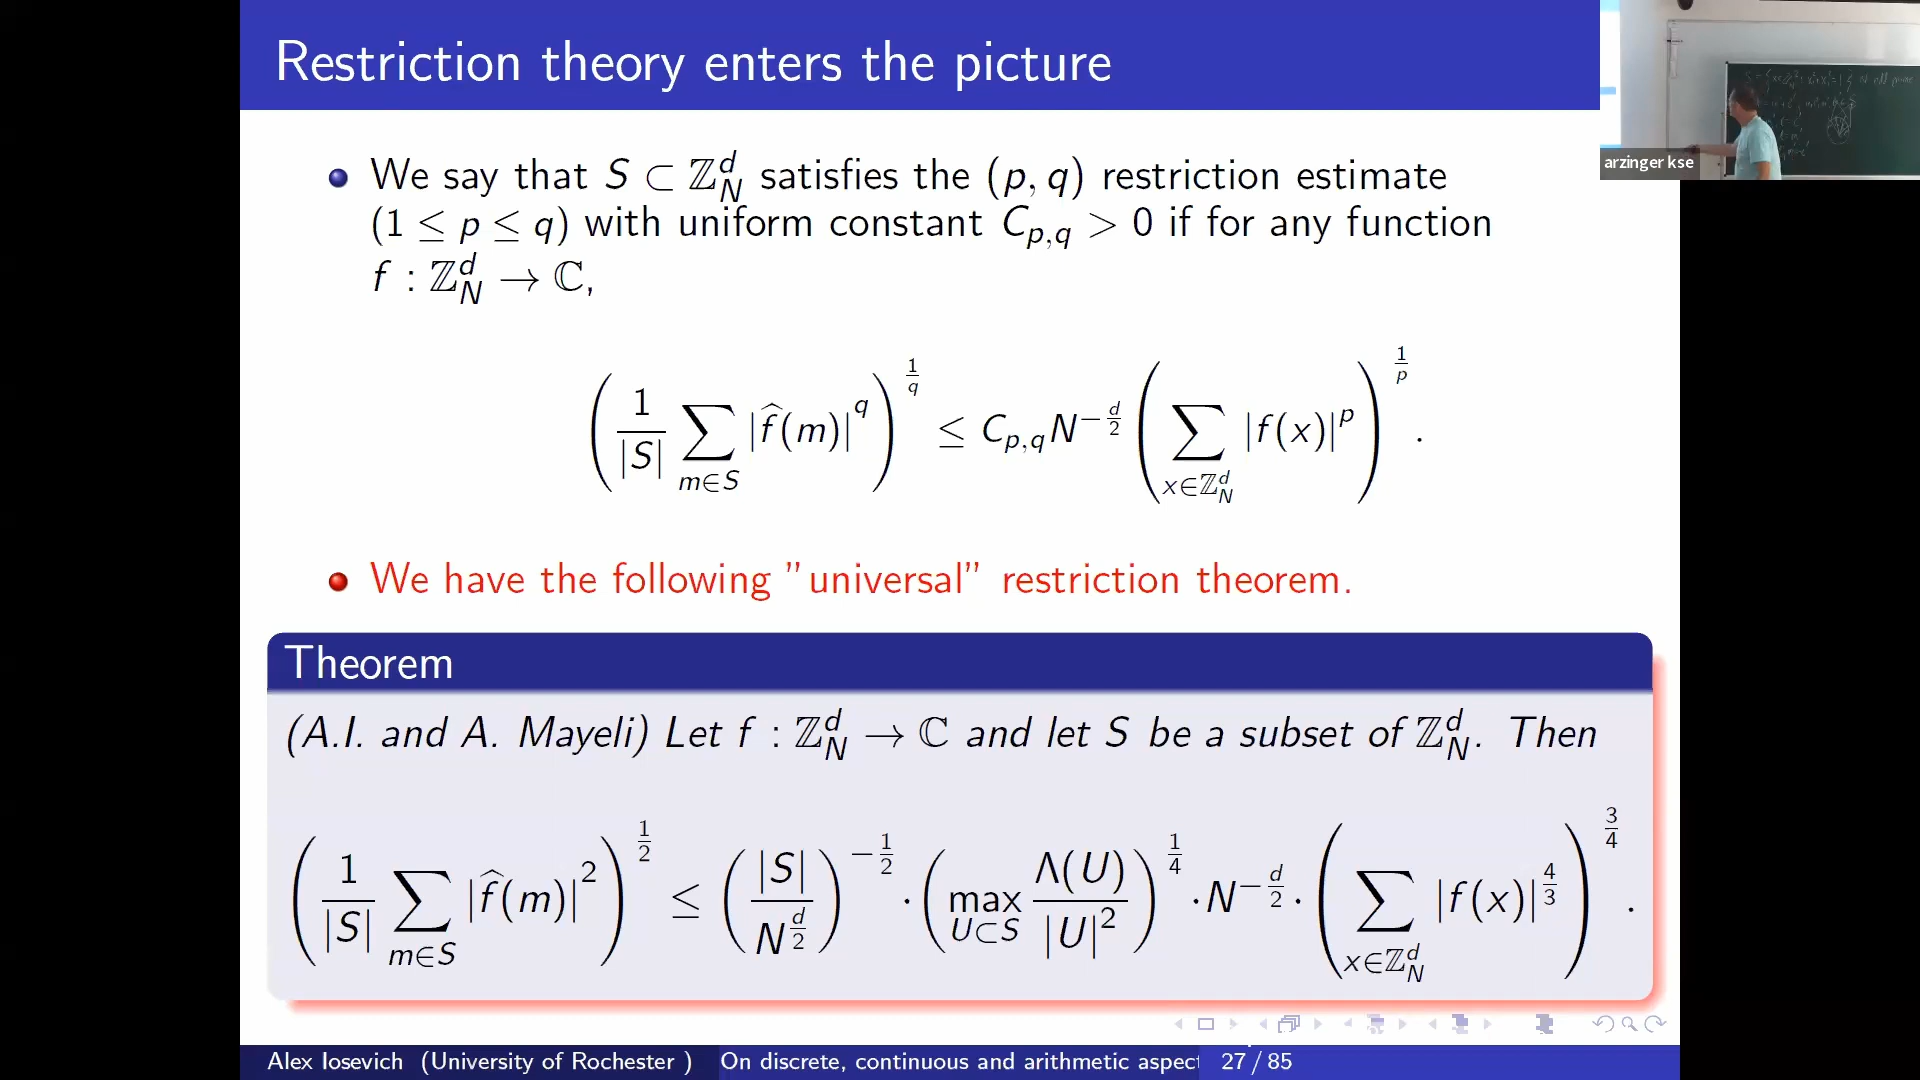 Restriction theory enters the picture
arzinger kse
We say that S ⊂ ℤ_N^d satisfies the (p, q) restriction estimate
(1 ≤ p ≤ q) with uniform constant C_{p,q} > 0 if for any function
f : ℤ_N^d → ℂ,
( 1/|S| ∑_{m∈S} |f̂(m)|^q )^{1/q} ≤ C_{p,q} N^{-d/2} ( ∑_{x∈ℤ_N^d} |f(x)|^p )^{1/p} .
We have the following ”universal” restriction theorem.
Theorem
(A.I. and A. Mayeli) Let f : ℤ_N^d → ℂ and let S be a subset of ℤ_N^d. Then
( 1/|S| ∑_{m∈S} |f̂(m)|^2 )^{1/2} ≤ ( |S|/N^{d/2} )^{-1/2} · ( max_{U⊂S} Λ(U)/|U|^2 )^{1/4} · N^{-d/2} · ( ∑_{x∈ℤ_N^d} |f(x)|^{4/3} )^{3/4} .
Alex Iosevich (University of Rochester ) On discrete, continuous and arithmetic aspect 27 / 85